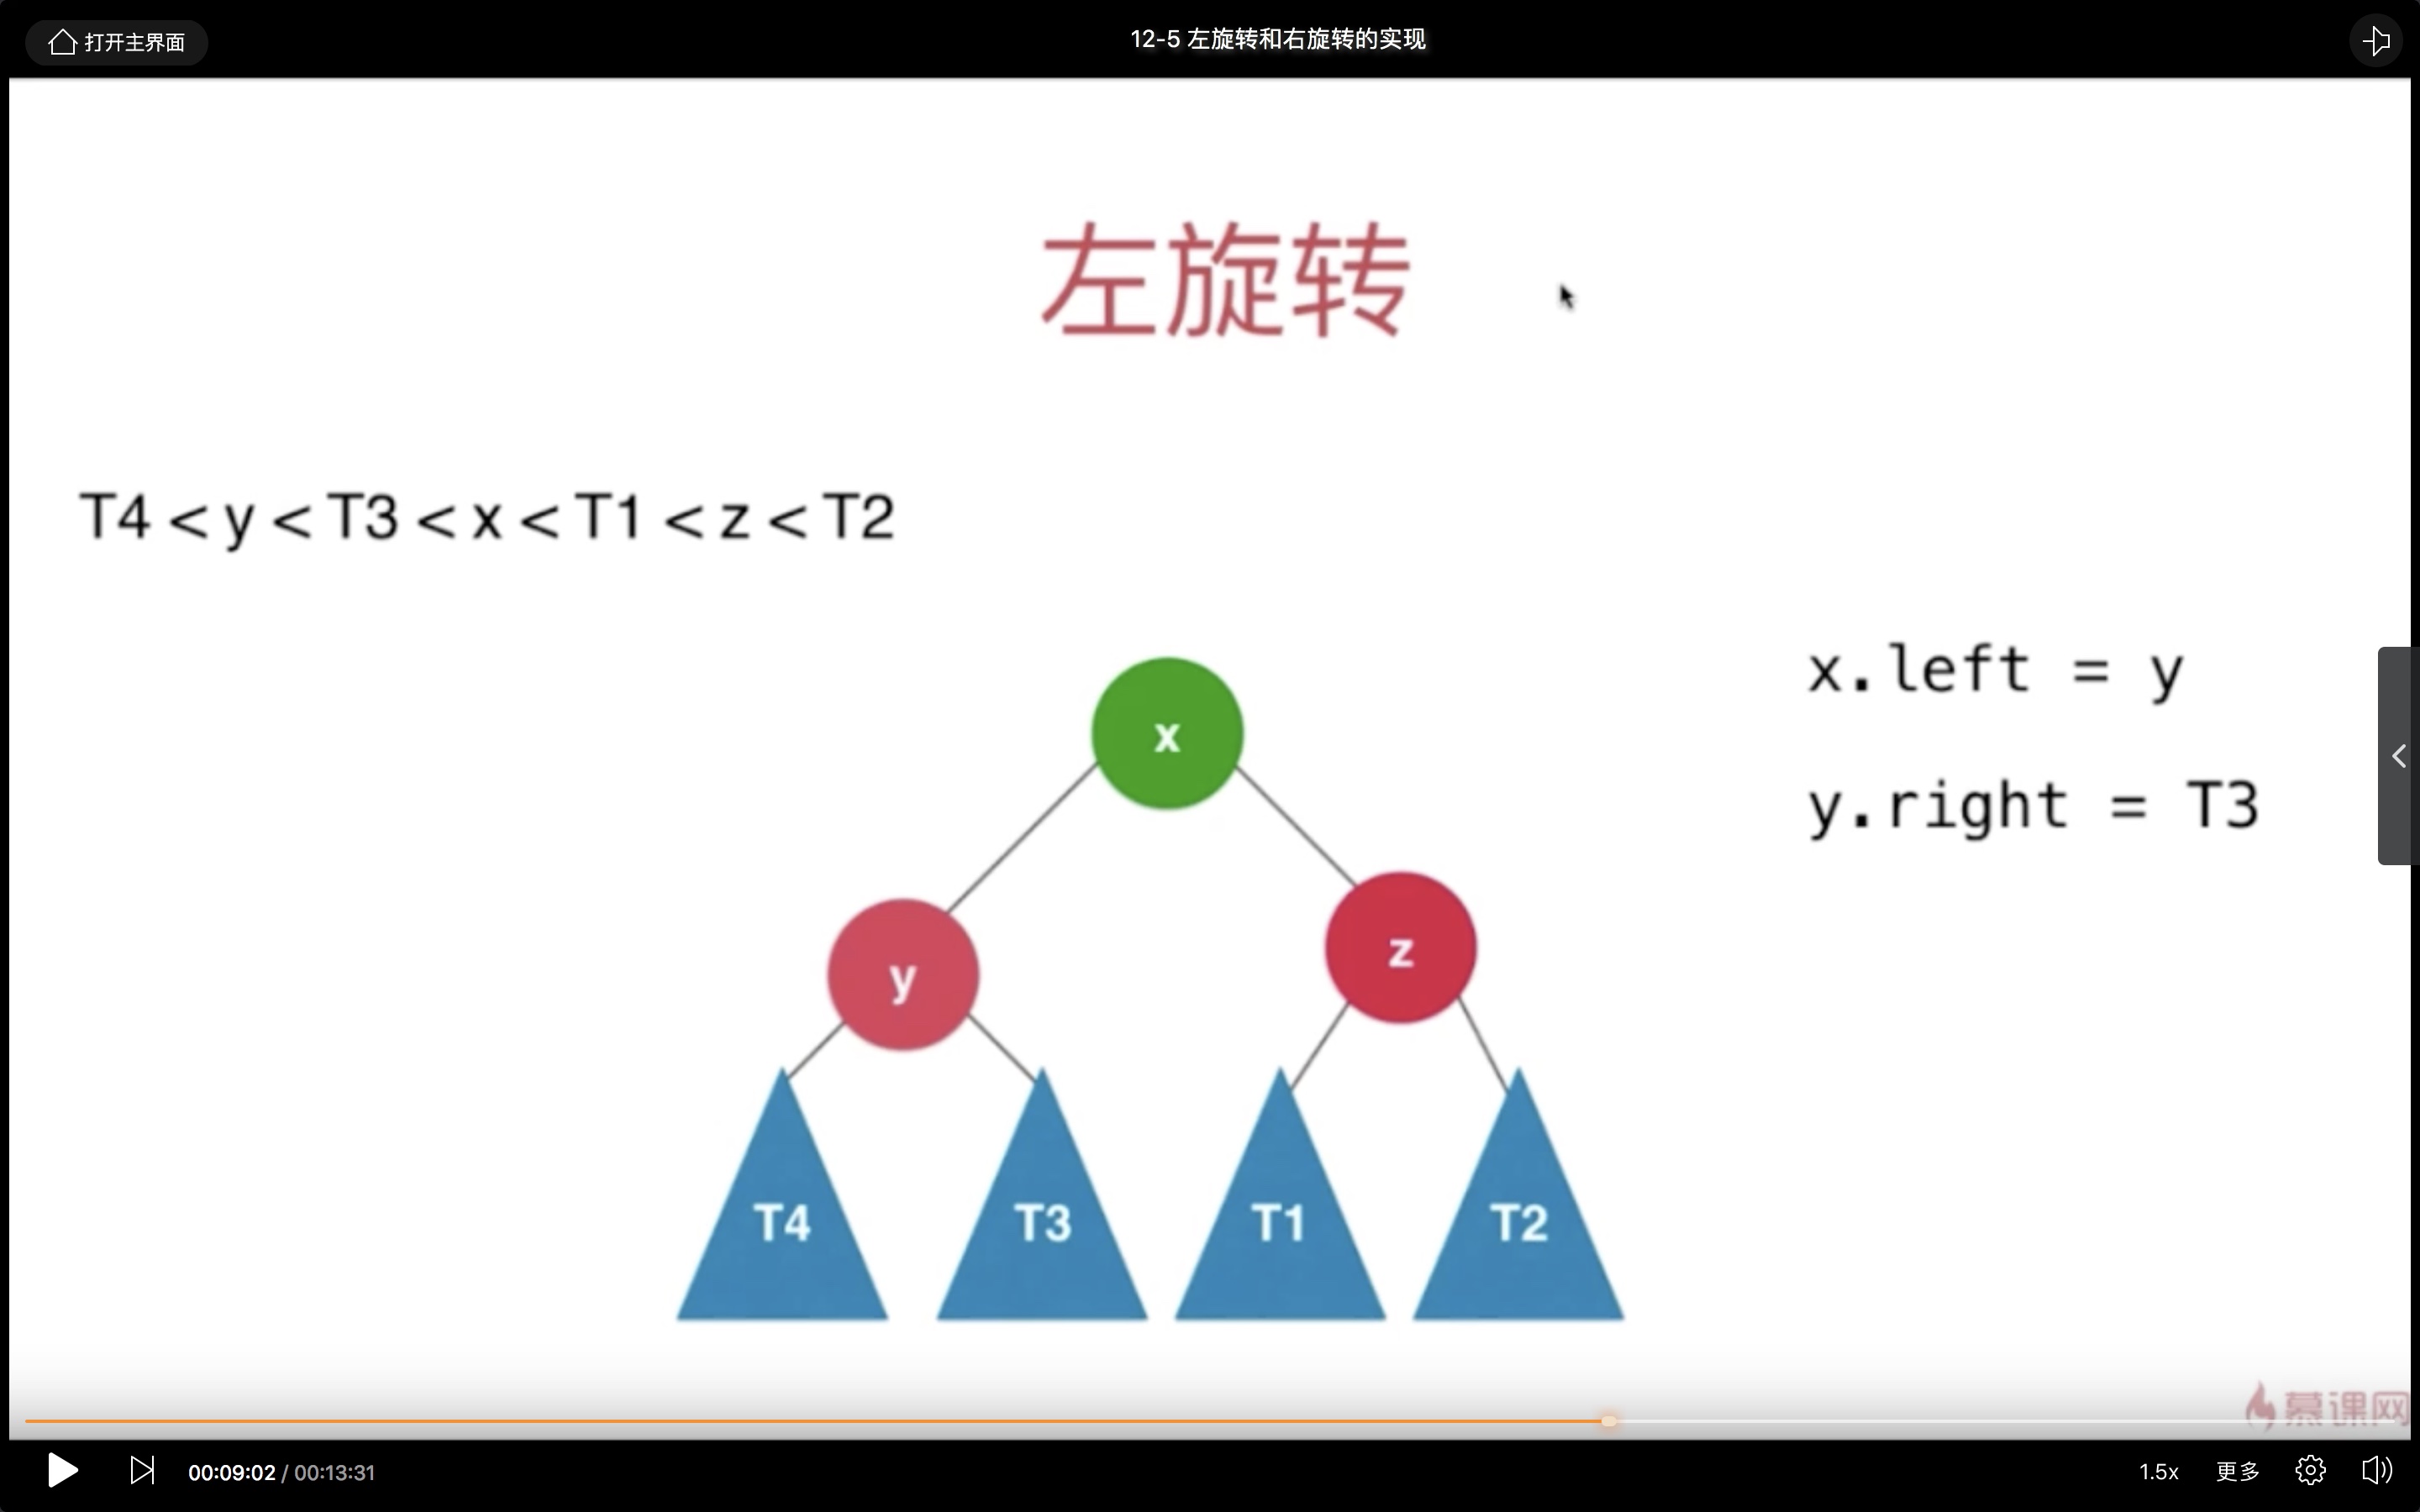 打开主界面
12-5 左旋转和右旋转的实现
左旋转
T4 < y < T3 < x < T1 < z < T2
x.left = y
y.right = T3
x
y
z
T4
T3
T1
T2
慕课网
00:09:02 / 00:13:31
1.5x
更多